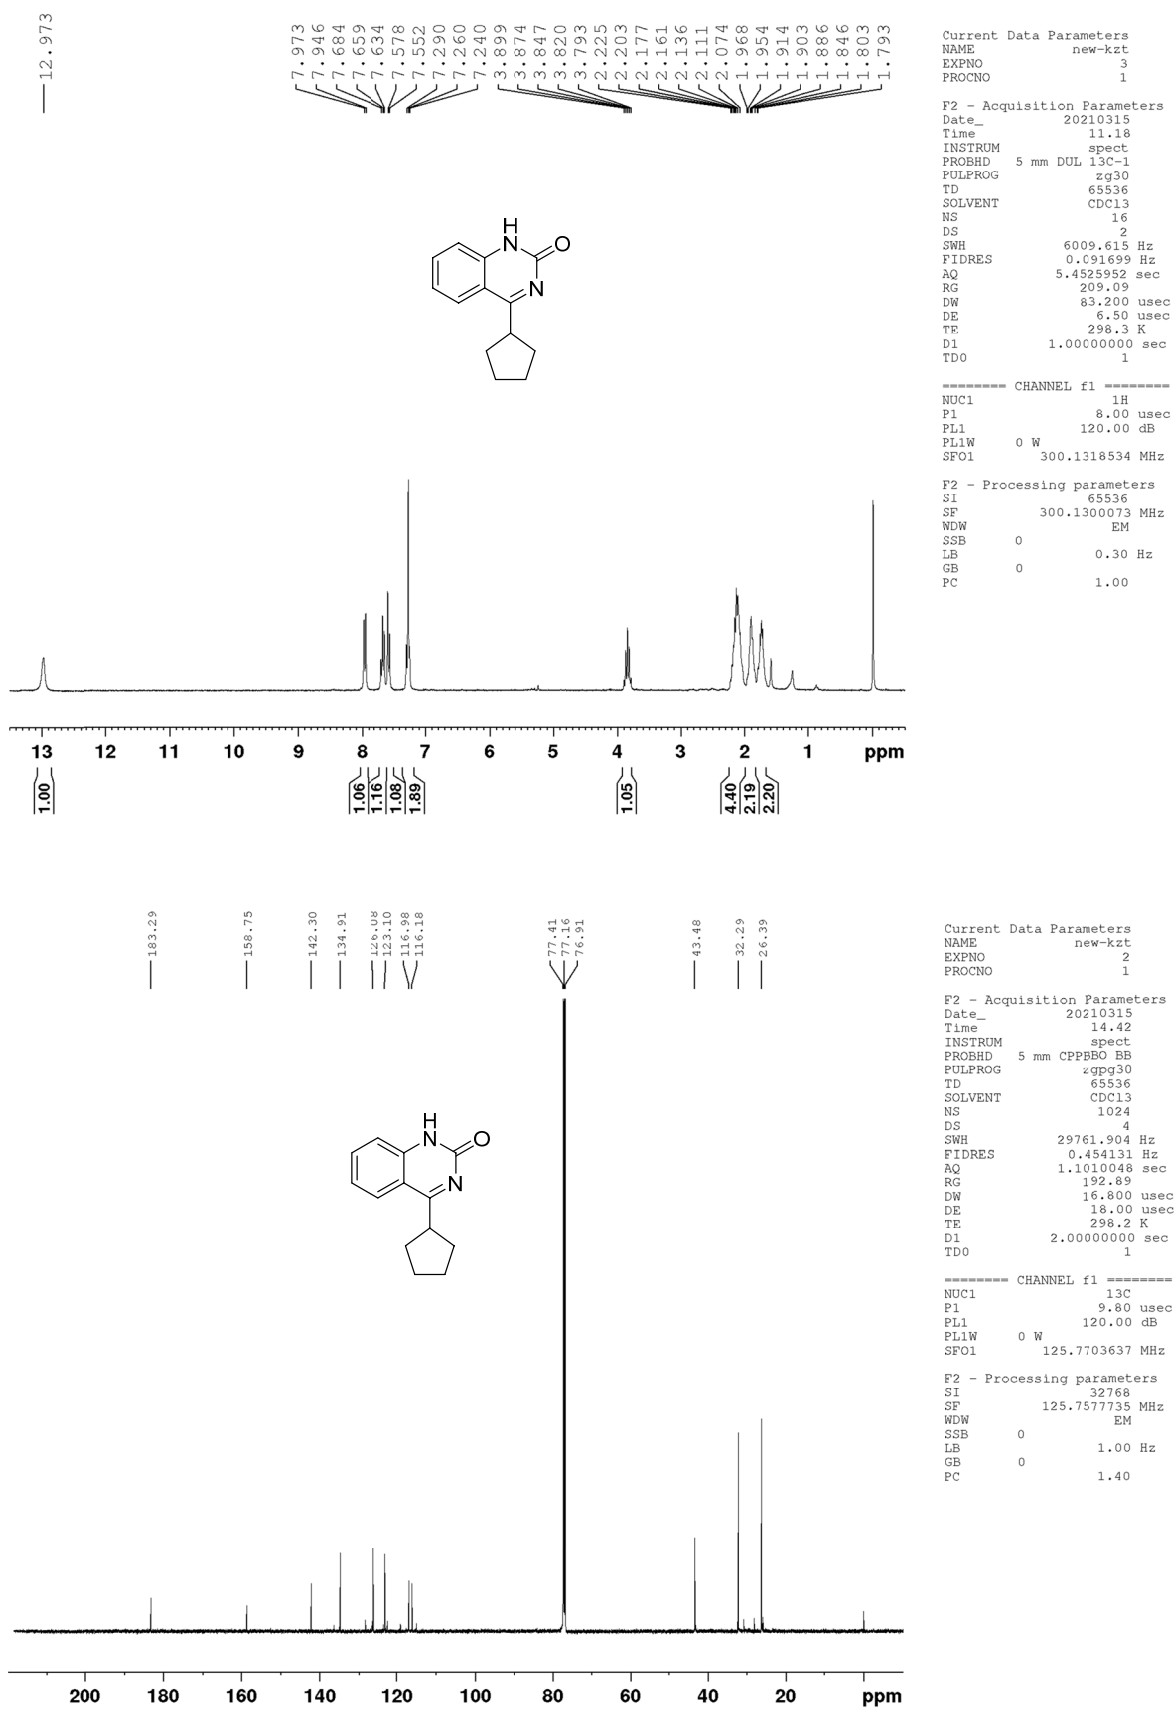 12.973
7.973
7.946
7.684
7.659
7.634
7.578
7.552
7.290
7.260
7.240
3.899
3.874
3.847
3.820
3.793
2.225
2.203
2.177
2.161
2.136
2.111
2.074
1.968
1.954
1.914
1.903
1.886
1.846
1.803
1.793
Current Data Parameters
NAME new-kzt
EXPNO 3
PROCNO 1
F2 - Acquisition Parameters
Date_ 20210315
Time 11.18
INSTRUM spect
PROBHD 5 mm DUL 13C-1
PULPROG zg30
TD 65536
SOLVENT CDCl3
NS 16
DS 2
SWH 6009.615 Hz
FIDRES 0.091699 Hz
AQ 5.4525952 sec
RG 209.09
DW 83.200 usec
DE 6.50 usec
TE 298.3 K
D1 1.00000000 sec
TD0 1
======== CHANNEL f1 ========
NUC1 1H
P1 8.00 usec
PL1 120.00 dB
PL1W 0 W
SFO1 300.1318534 MHz
F2 - Processing parameters
SI 65536
SF 300.1300073 MHz
WDW EM
SSB 0
LB 0.30 Hz
GB 0
PC 1.00
H
N
O
N
13 12 11 10 9 8 7 6 5 4 3 2 1 ppm
1.00
1.06
1.16
1.08
1.89
1.05
4.40
2.19
2.20
183.29
158.75
142.30
134.91
126.08
123.10
116.98
116.18
77.41
77.16
76.91
43.48
32.29
26.39
Current Data Parameters
NAME new-kzt
EXPNO 2
PROCNO 1
F2 - Acquisition Parameters
Date_ 20210315
Time 14.42
INSTRUM spect
PROBHD 5 mm CPPBBO BB
PULPROG zgpg30
TD 65536
SOLVENT CDCl3
NS 1024
DS 4
SWH 29761.904 Hz
FIDRES 0.454131 Hz
AQ 1.1010048 sec
RG 192.89
DW 16.800 usec
DE 18.00 usec
TE 298.2 K
D1 2.00000000 sec
TD0 1
======== CHANNEL f1 ========
NUC1 13C
P1 9.80 usec
PL1 120.00 dB
PL1W 0 W
SFO1 125.7703637 MHz
F2 - Processing parameters
SI 32768
SF 125.7577735 MHz
WDW EM
SSB 0
LB 1.00 Hz
GB 0
PC 1.40
H
N
O
N
200 180 160 140 120 100 80 60 40 20 ppm